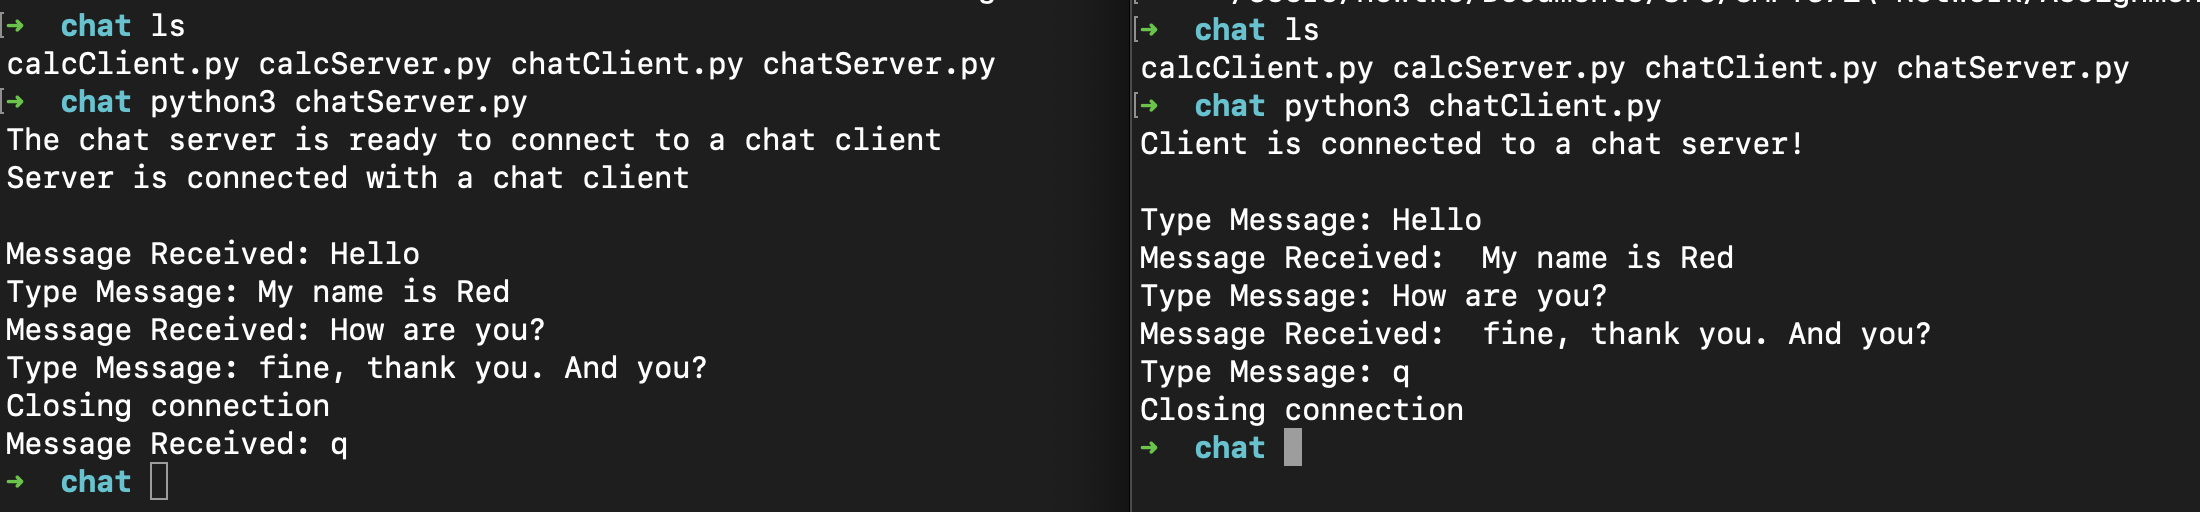 ➜ chat ls
calcClient.py calcServer.py chatClient.py chatServer.py
➜ chat python3 chatServer.py
The chat server is ready to connect to a chat client
Server is connected with a chat client
Message Received: Hello
Type Message: My name is Red
Message Received: How are you?
Type Message: fine, thank you. And you?
Closing connection
Message Received: q
➜ chat
➜ chat ls
calcClient.py calcServer.py chatClient.py chatServer.py
➜ chat python3 chatClient.py
Client is connected to a chat server!
Type Message: Hello
Message Received:  My name is Red
Type Message: How are you?
Message Received:  fine, thank you. And you?
Type Message: q
Closing connection
➜ chat